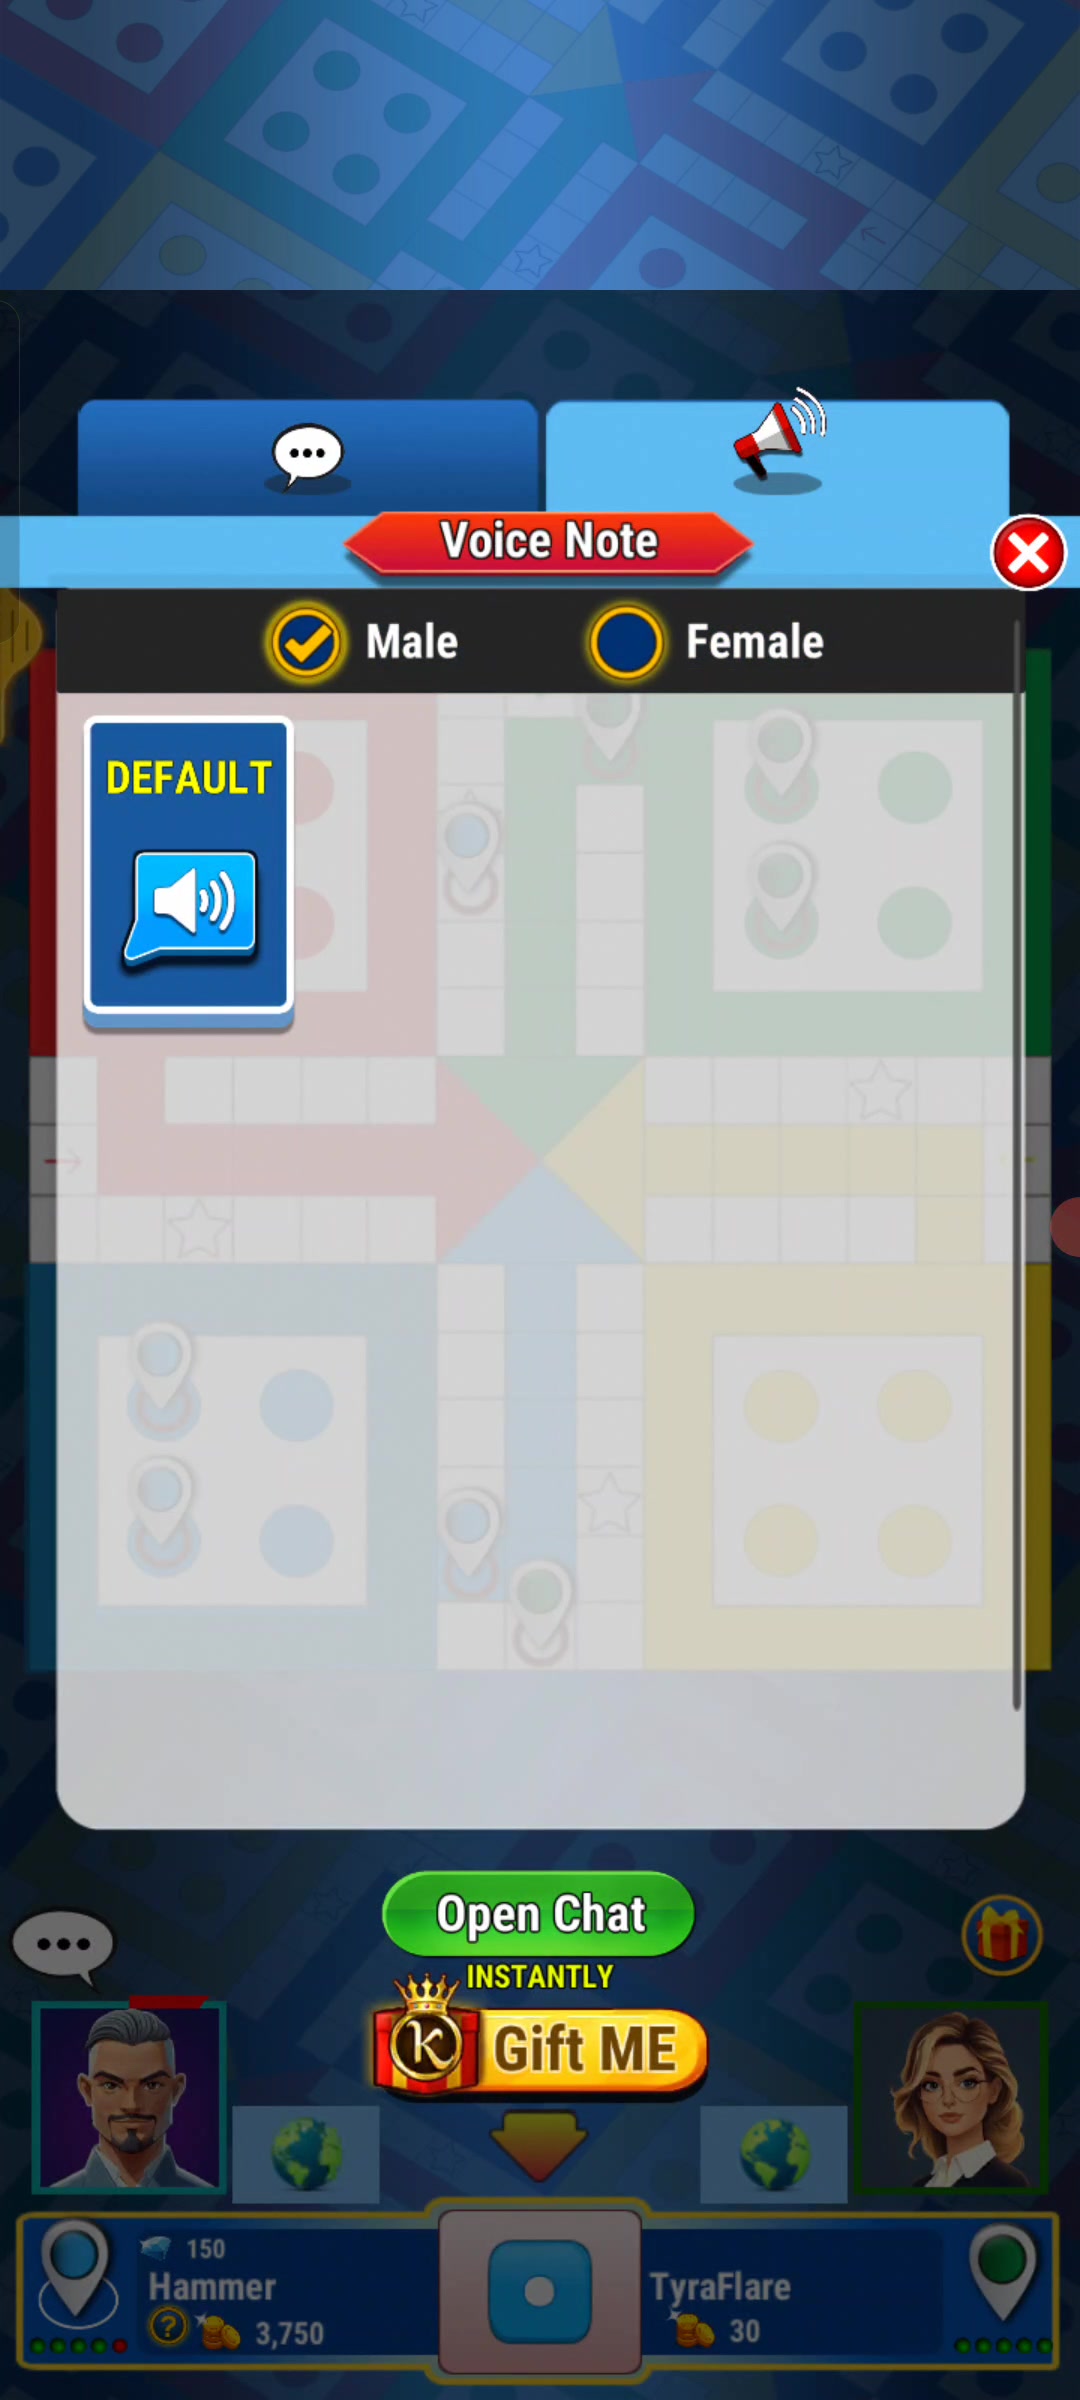 Voice Note
Male
Female
DEFAULT
Open Chat
INSTANTLY
K
Gift ME
150
Hammer
?
3,750
TyraFlare
30